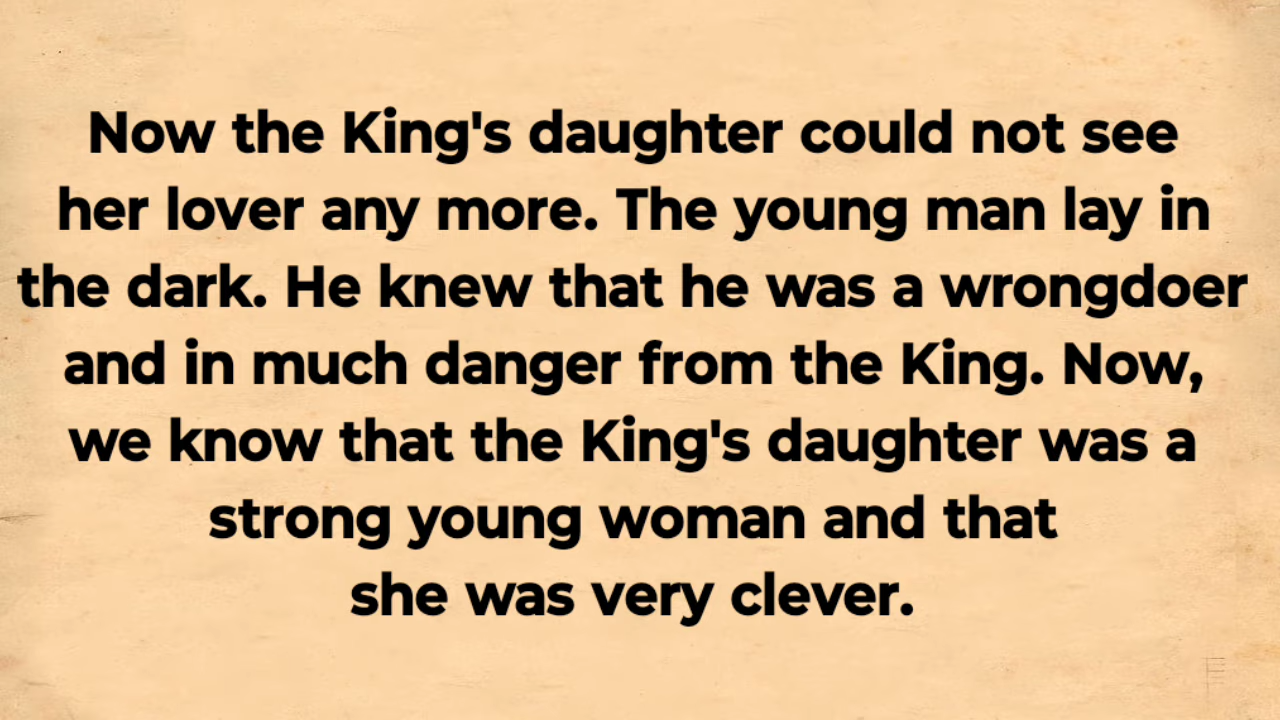 Now the King's daughter could not see
her lover any more. The young man lay in
the dark. He knew that he was a wrongdoer
and in much danger from the King. Now,
we know that the King's daughter was a
strong young woman and that
she was very clever.